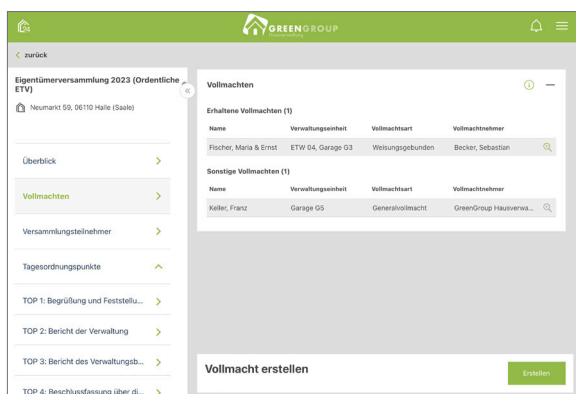 24
GREENGROUP
Hausverwaltung
zurück
Eigentümerversammlung 2023 (Ordentliche
ETV)
Neumarkt 59, 06110 Halle (Saale)
Überblick
Vollmachten
Versammlungsteilnehmer
Tagesordnungspunkte
TOP 1: Begrüßung und Feststellu...
TOP 2: Bericht der Verwaltung
TOP 3: Bericht des Verwaltungsb...
TOP 4: Beschlussfassung über di...
Vollmachten
Erhaltene Vollmachten (1)
Name Verwaltungseinheit Vollmachtsart Vollmachtnehmer
Fischer, Maria & Ernst ETW 04, Garage G3 Weisungsgebunden Becker, Sebastian
Sonstige Vollmachten (1)
Name Verwaltungseinheit Vollmachtsart Vollmachtnehmer
Keller, Franz Garage G5 Generalvollmacht GreenGroup Hausverwa...
Vollmacht erstellen
Erstellen